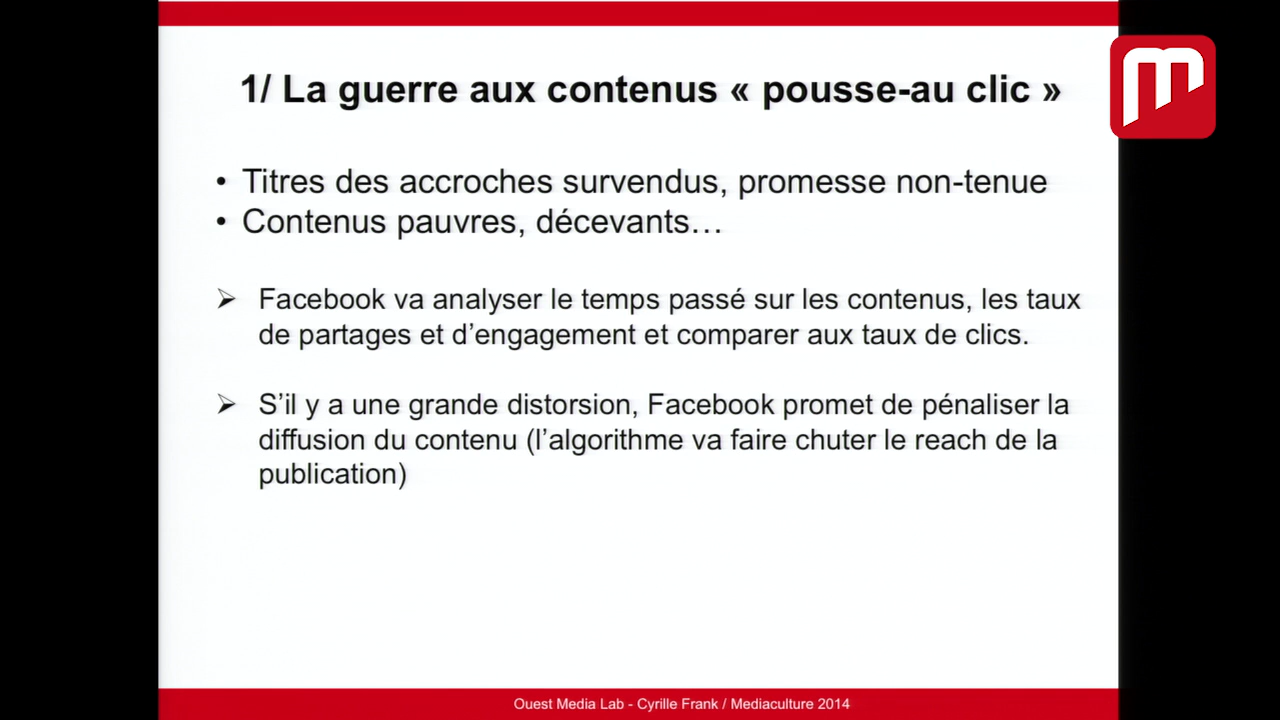 1/ La guerre aux contenus « pousse-au clic »
• Titres des accroches survendus, promesse non-tenue
• Contenus pauvres, décevants…
➢ Facebook va analyser le temps passé sur les contenus, les taux
de partages et d’engagement et comparer aux taux de clics.
➢ S’il y a une grande distorsion, Facebook promet de pénaliser la
diffusion du contenu (l’algorithme va faire chuter le reach de la
publication)
Ouest Media Lab - Cyrille Frank / Mediaculture 2014